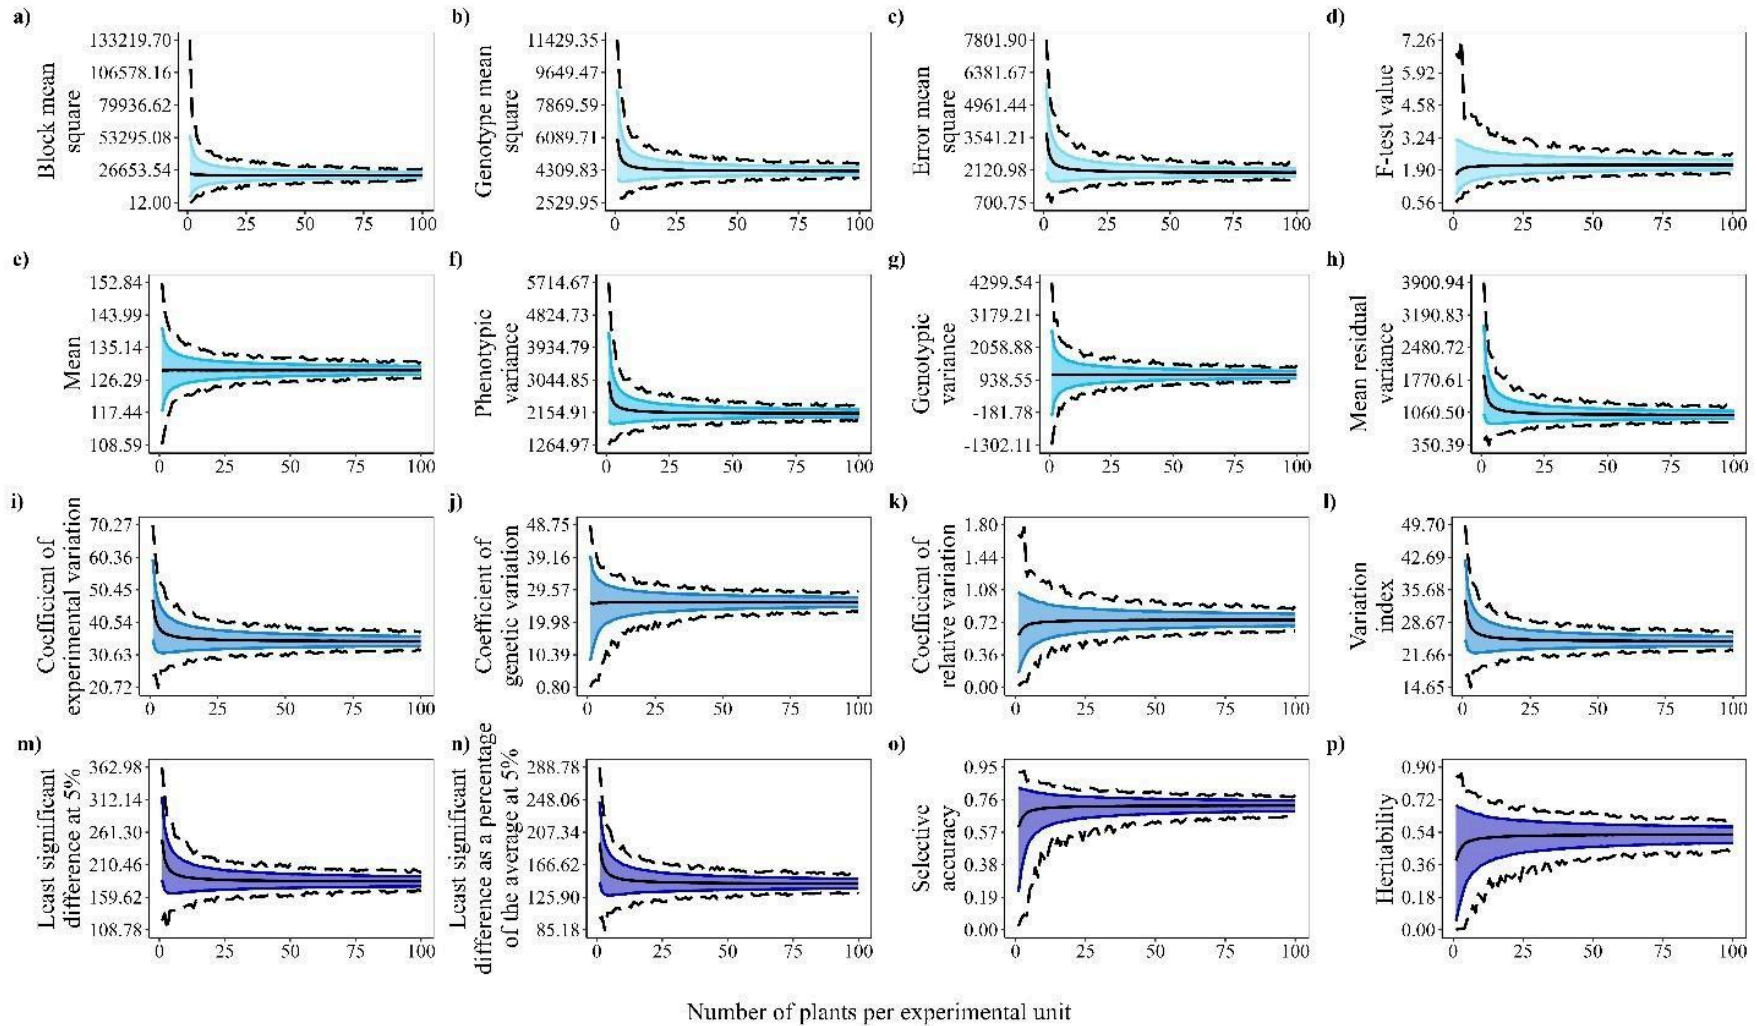 a)
Block mean
square
133219.70
106578.16
79936.62
53295.08
26653.54
12.00
0 25 50 75 100
b)
Genotype mean
square
11429.35
9649.47
7869.59
6089.71
4309.83
2529.95
0 25 50 75 100
c)
Error mean
square
7801.90
6381.67
4961.44
3541.21
2120.98
700.75
0 25 50 75 100
d)
F-test value
7.26
5.92
4.58
3.24
1.90
0.56
0 25 50 75 100
e)
Mean
152.84
143.99
135.14
126.29
117.44
108.59
0 25 50 75 100
f)
Phenotypic
variance
5714.67
4824.73
3934.79
3044.85
2154.91
1264.97
0 25 50 75 100
g)
Genotypic
variance
4299.54
3179.21
2058.88
938.55
-181.78
-1302.11
0 25 50 75 100
h)
Mean residual
variance
3900.94
3190.83
2480.72
1770.61
1060.50
350.39
0 25 50 75 100
i)
Coefficient of
experimental variation
70.27
60.36
50.45
40.54
30.63
20.72
0 25 50 75 100
j)
Coefficient of
genetic variation
48.75
39.16
29.57
19.98
10.39
0.80
0 25 50 75 100
k)
Coefficient of
relative variation
1.80
1.44
1.08
0.72
0.36
0.00
0 25 50 75 100
l)
Variation
index
49.70
42.69
35.68
28.67
21.66
14.65
0 25 50 75 100
m)
Least significant
difference at 5%
362.98
312.14
261.30
210.46
159.62
108.78
0 25 50 75 100
n)
Least significant
difference as a percentage
of the average at 5%
288.78
248.06
207.34
166.62
125.90
85.18
0 25 50 75 100
o)
Selective
accuracy
0.95
0.76
0.57
0.38
0.19
0.00
0 25 50 75 100
p)
Heritability
0.90
0.72
0.54
0.36
0.18
0.00
0 25 50 75 100
Number of plants per experimental unit